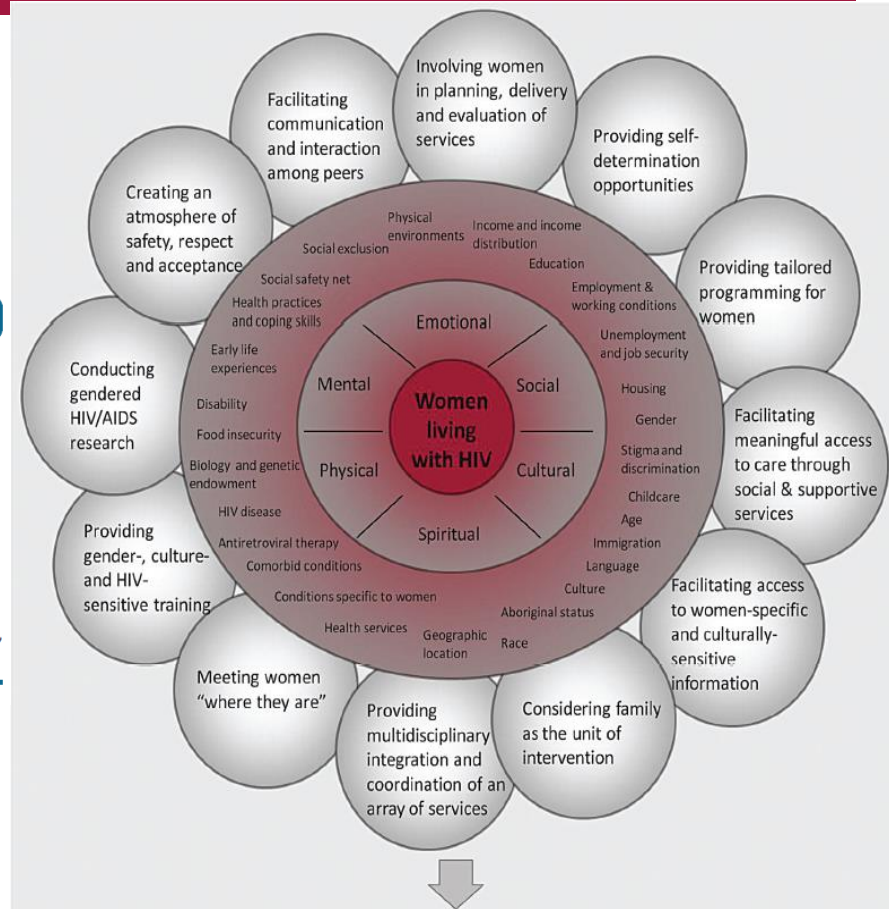 Involving women
in planning, delivery
and evaluation of
services
Facilitating
communication
and interaction
among peers
Providing self-
determination
opportunities
Creating an
atmosphere of
safety, respect
and acceptance
Providing tailored
programming for
women
Conducting
gendered
HIV/AIDS
research
Facilitating
meaningful access
to care through
social & supportive
services
Providing
gender-, culture-
and HIV-
sensitive training
Facilitating access
to women-specific
and culturally-
sensitive
information
Meeting women
"where they are"
Providing
multidisciplinary
integration and
coordination of an
array of services
Considering family
as the unit of
intervention
Physical
environments
Income and income
distribution
Education
Employment &
working conditions
Unemployment
and job security
Housing
Gender
Stigma and
discrimination
Childcare
Age
Immigration
Language
Culture
Aboriginal status
Race
Geographic
location
Health services
Conditions specific to women
Comorbid conditions
Antiretroviral therapy
HIV disease
Biology and genetic
endowment
Food insecurity
Disability
Early life
experiences
Health practices
and coping skills
Social safety net
Social exclusion
Emotional
Social
Cultural
Spiritual
Physical
Mental
Women
living
with HIV